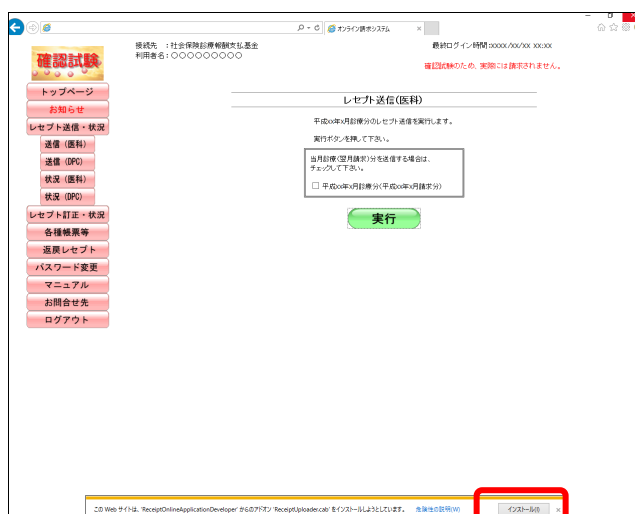 オンライン請求システム
確認試験
接続先　：社会保険診療報酬支払基金
利用者名：〇〇〇〇〇〇〇〇〇
最終ログイン時間：xxxx/xx/xx xx:xx
確認試験のため、実際には請求されません。
トップページ
お知らせ
レセプト送信・状況
送信（医科）
送信（DPC）
状況（医科）
状況（DPC）
レセプト訂正・状況
各種帳票等
返戻レセプト
パスワード変更
マニュアル
お問合せ先
ログアウト
レセプト送信(医科)
平成xx年x月診療分のレセプト送信を実行します。
実行ボタンを押して下さい。
当月診療(翌月請求)分を送信する場合は、
チェックして下さい。
平成xx年x月診療分(平成xx年x月請求分)
実行
この Web サイトは、'ReceiptOnlineApplicationDeveloper' からのアドオン 'ReceiptUploader.cab' をインストールしようとしています。 危険性の説明(W) インストール(I) ×